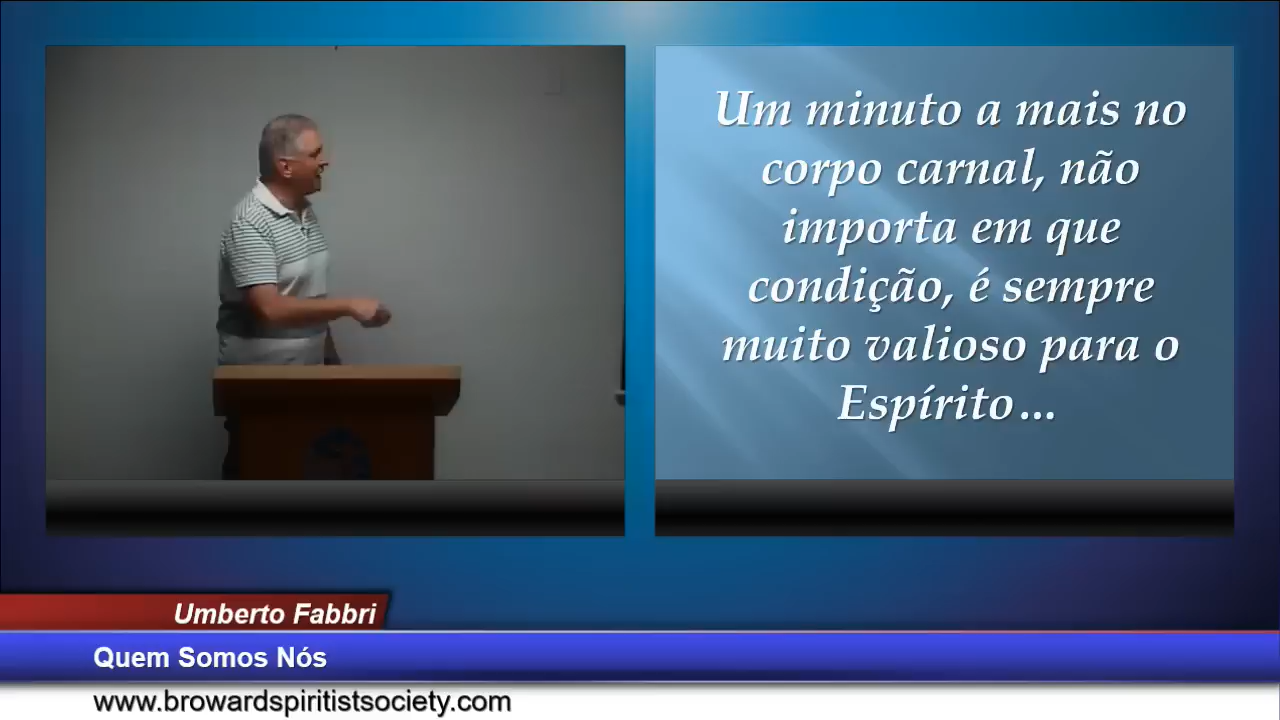 Um minuto a mais no
corpo carnal, não
importa em que
condição, é sempre
muito valioso para o
Espírito...
Umberto Fabbri
Quem Somos Nós
www.browardspiritistsociety.com